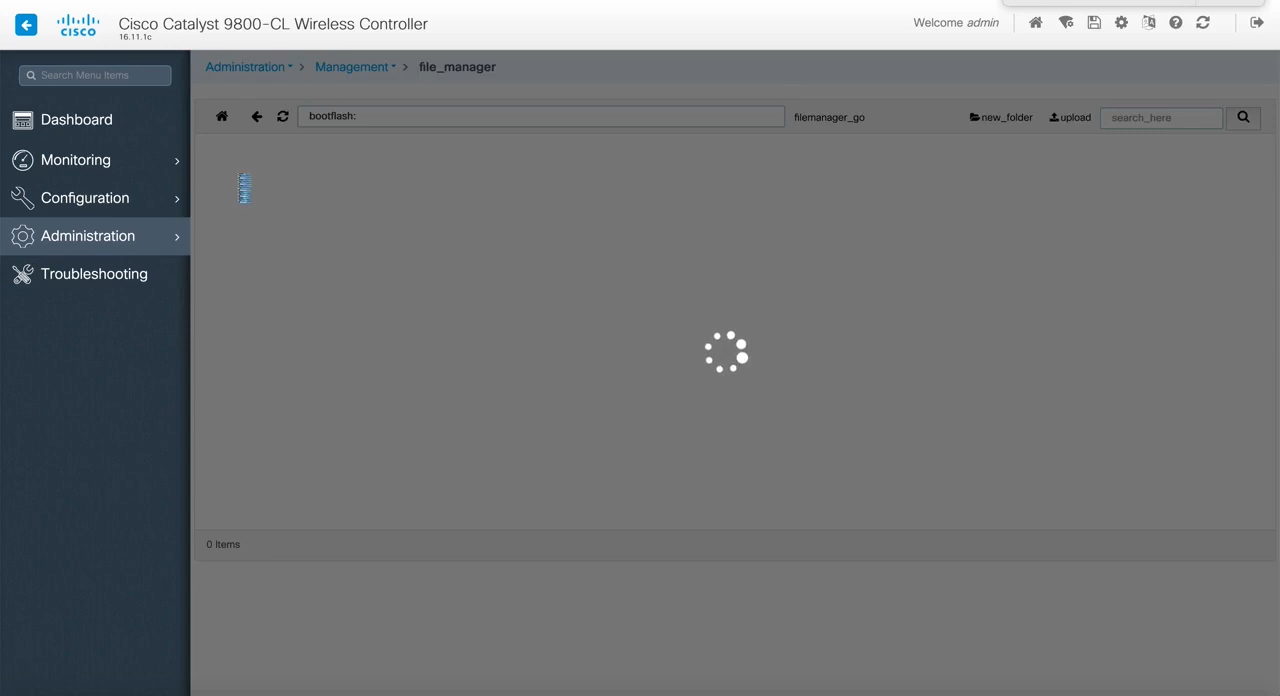 CISCO
Cisco Catalyst 9800-CL Wireless Controller
16.11.1c
Welcome admin
Search Menu Items
Dashboard
Monitoring
Configuration
Administration
Troubleshooting
Administration > Management > file_manager
bootflash:
filemanager_go
new_folder
upload
search_here
0 Items